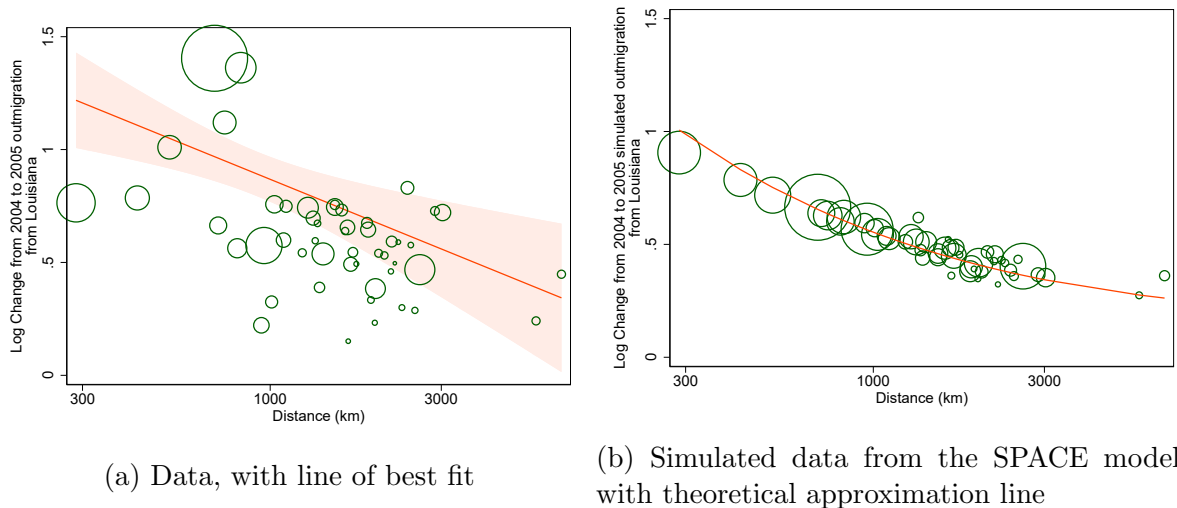 Log Change from 2004 to 2005 outmigration
from Louisiana
1.5
1
.5
0
300
1000
3000
Distance (km)
(a) Data, with line of best fit
Log Change from 2004 to 2005 simulated outmigration
from Louisiana
1.5
1
.5
0
300
1000
3000
Distance (km)
(b) Simulated data from the SPACE model
with theoretical approximation line